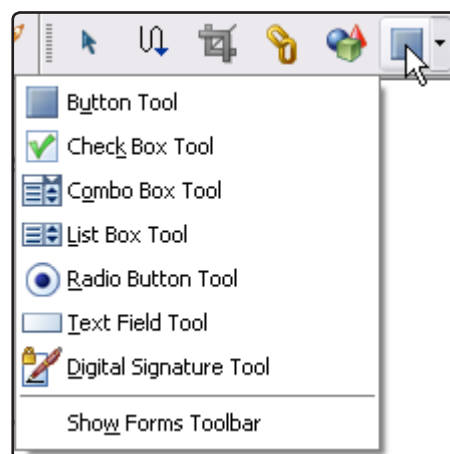 Button Tool
Check Box Tool
Combo Box Tool
List Box Tool
Radio Button Tool
Text Field Tool
Digital Signature Tool
Show Forms Toolbar